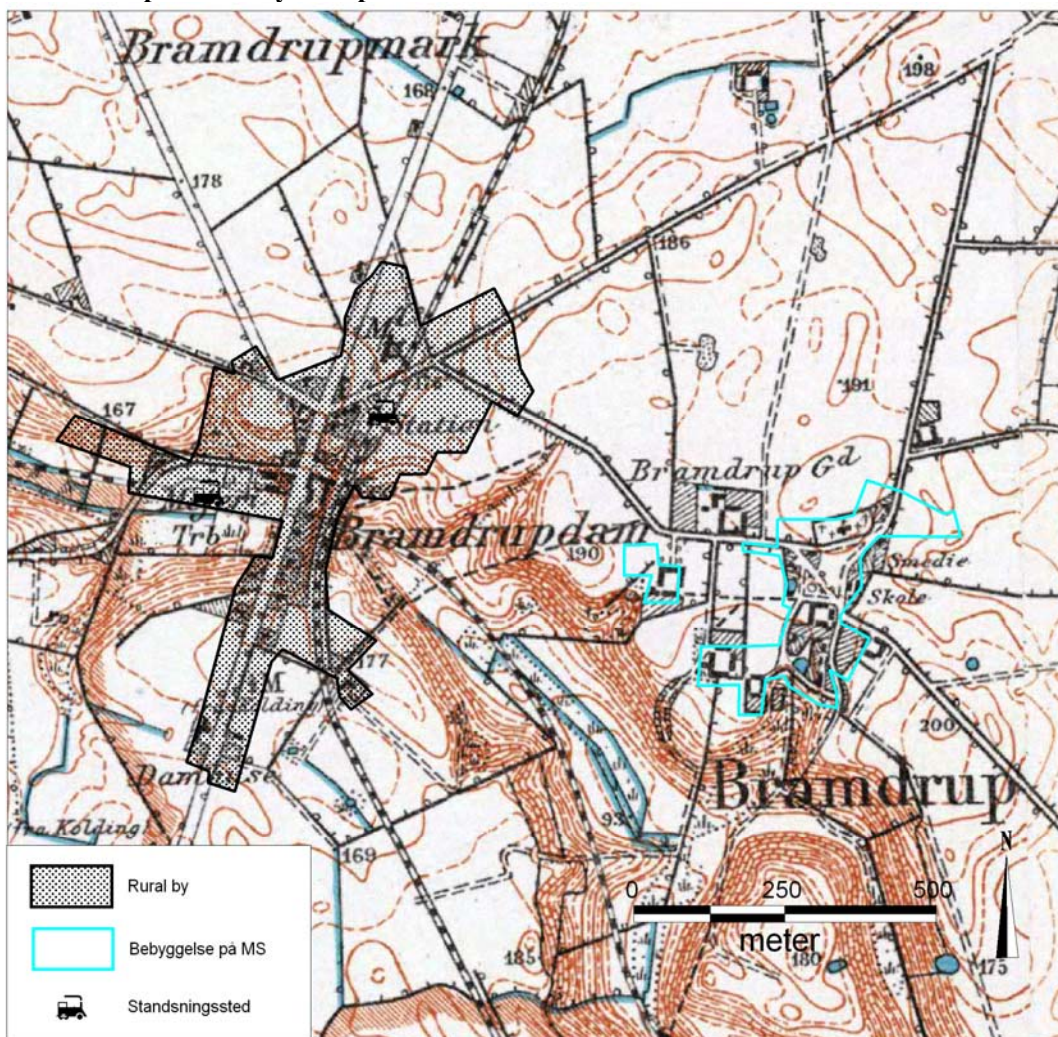 Bramdrupmark
168
198
178
186
191
167
Station
Bramdrup Gd
Bramdrupdam
Trb
190
Smedie
Skole
177
M
200
Bramdrup
93
169
fra Kolding
N
0 250 500
meter
185
180
175
Rural by
Bebyggelse på MS
Standsningssted